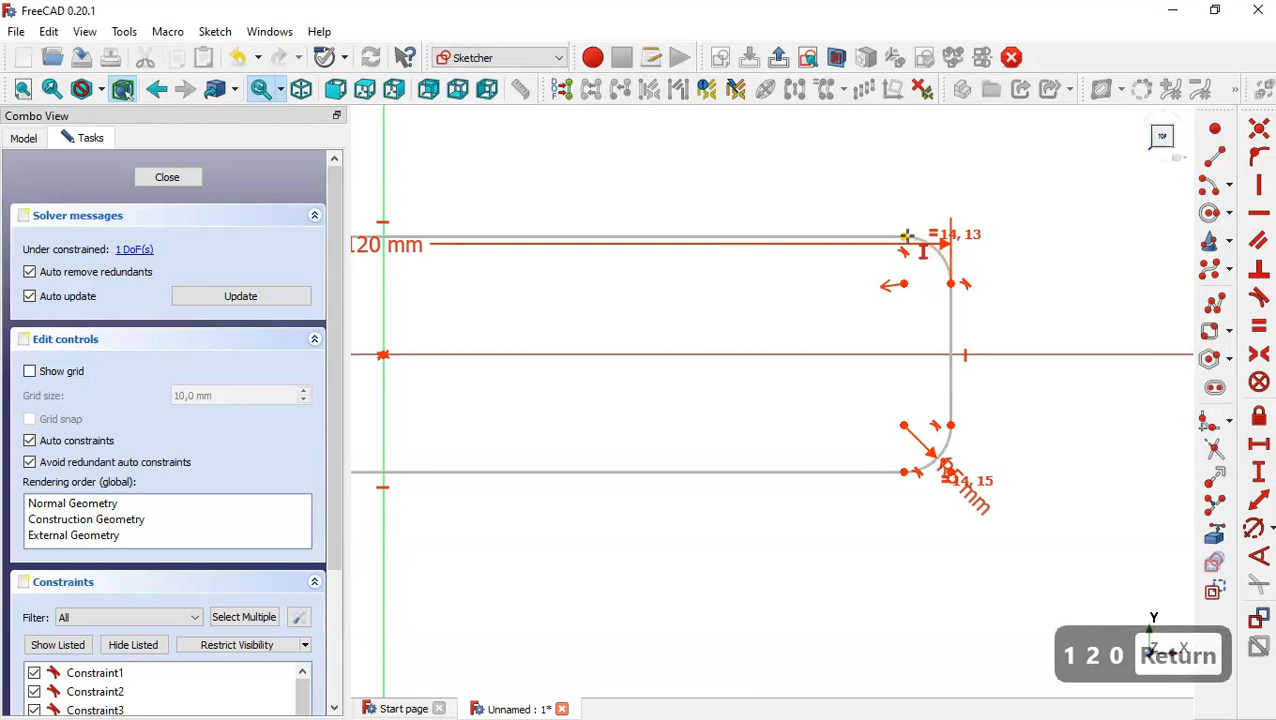 FreeCAD 0.20.1
File Edit View Tools Macro Sketch Windows Help
Sketcher
Combo View
Model Tasks
Close
Solver messages
Under constrained: 1 DoF(s)
Auto remove redundants
Auto update Update
Edit controls
Show grid
Grid size: 10,0 mm
Grid snap
Auto constraints
Avoid redundant auto constraints
Rendering order (global):
Normal Geometry
Construction Geometry
External Geometry
Constraints
Filter: All Select Multiple
Show Listed Hide Listed Restrict Visibility
Constraint1
Constraint2
Constraint3
TOP
=14, 13
120 mm
=14, 15
mm
Y
Z X
1 2 0 Return
Start page Unnamed : 1*